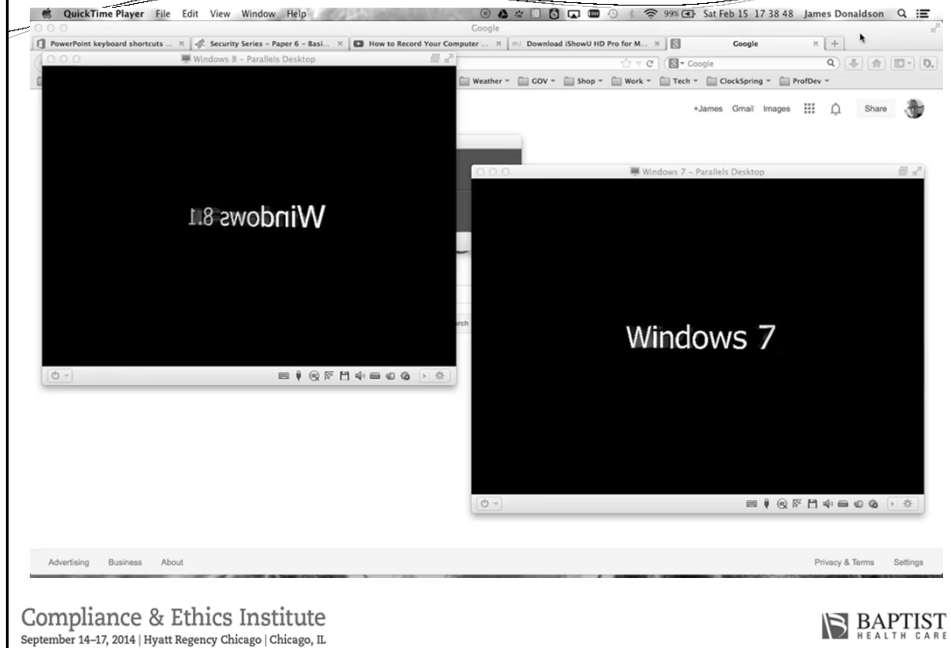 QuickTime Player File Edit View Window Help 99% Sat Feb 15 17 38 48 James Donaldson
Google
PowerPoint keyboard shortcuts ... Security Series – Paper 6 – Basi... How to Record Your Computer ... Download iShowU HD Pro for M... Google
Windows 8 – Parallels Desktop
Google
Weather GOV Shop Work Tech ClockSpring ProfDev
+James Gmail Images Share
Windows 8.1
Windows 7 – Parallels Desktop
Windows 7
Advertising Business About Privacy & Terms Settings
Compliance & Ethics Institute
September 14–17, 2014 | Hyatt Regency Chicago | Chicago, IL
BAPTIST
HEALTH CARE